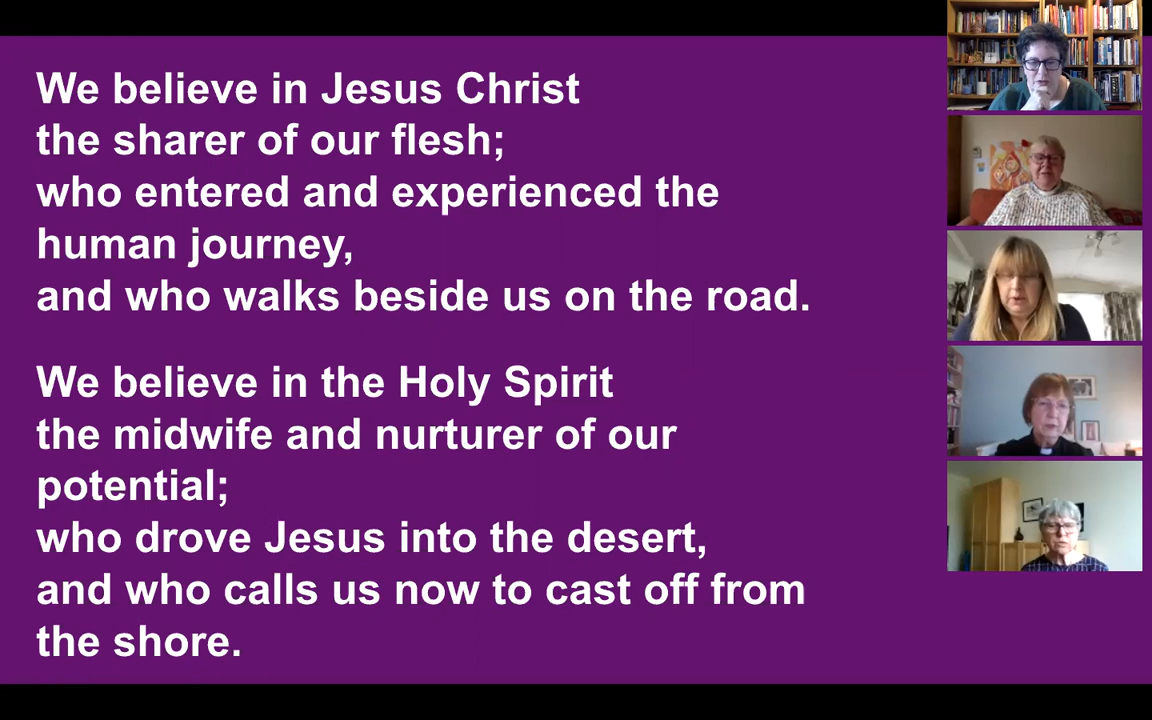 We believe in Jesus Christ
the sharer of our flesh;
who entered and experienced the
human journey,
and who walks beside us on the road.
We believe in the Holy Spirit
the midwife and nurturer of our
potential;
who drove Jesus into the desert,
and who calls us now to cast off from
the shore.